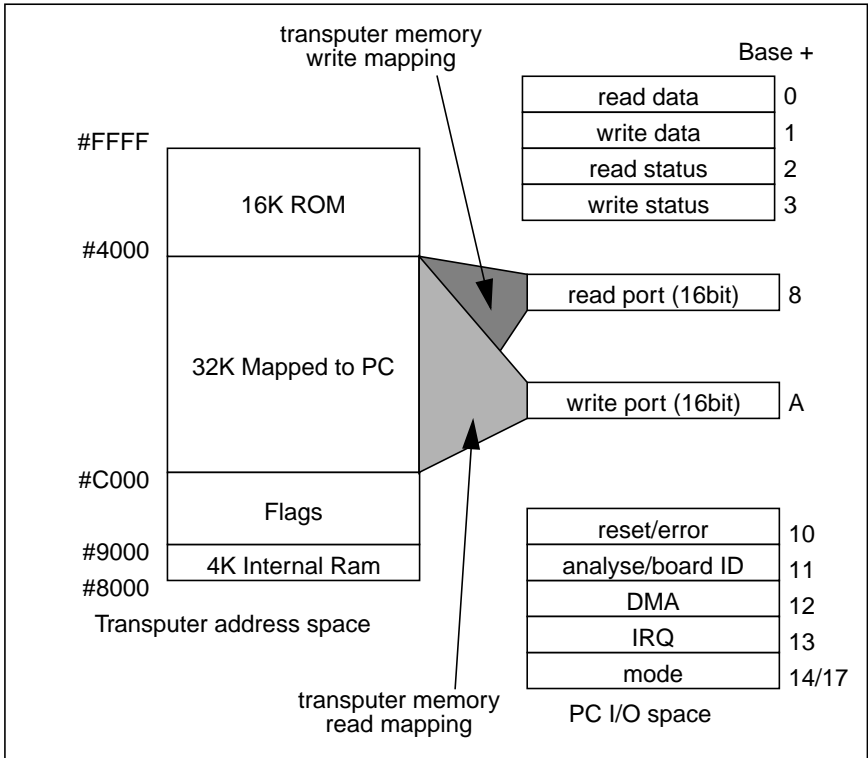 transputer memory
write mapping
Base +
read data 0
write data 1
read status 2
write status 3
#FFFF
16K ROM
#4000
read port (16bit) 8
32K Mapped to PC
write port (16bit) A
#C000
Flags
#9000
4K Internal Ram
#8000
Transputer address space
reset/error 10
analyse/board ID 11
DMA 12
IRQ 13
mode 14/17
transputer memory
read mapping
PC I/O space